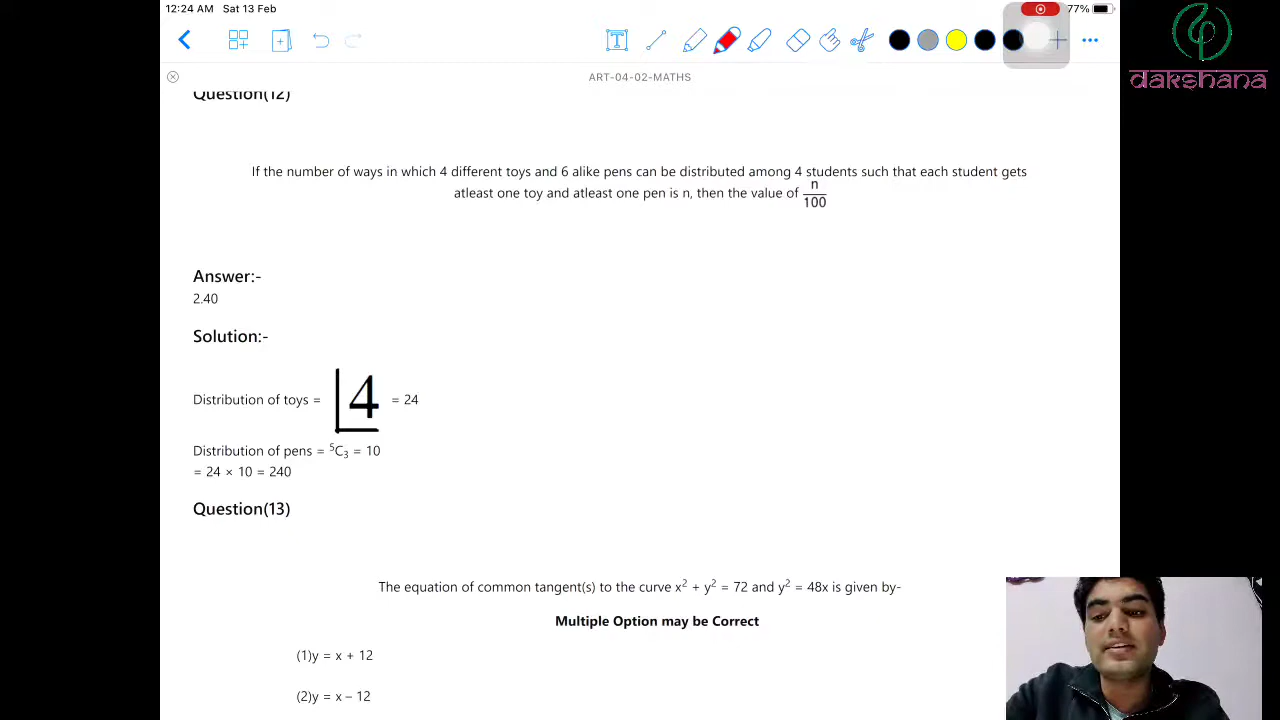 12:24 AM Sat 13 Feb
77%
dakshana
ART-04-02-MATHS
Question(12)
If the number of ways in which 4 different toys and 6 alike pens can be distributed among 4 students such that each student gets
atleast one toy and atleast one pen is n, then the value of n/100
Answer:-
2.40
Solution:-
Distribution of toys = |4 = 24
Distribution of pens = ⁵C₃ = 10
= 24 × 10 = 240
Question(13)
The equation of common tangent(s) to the curve x² + y² = 72 and y² = 48x is given by-
Multiple Option may be Correct
(1)y = x + 12
(2)y = x – 12